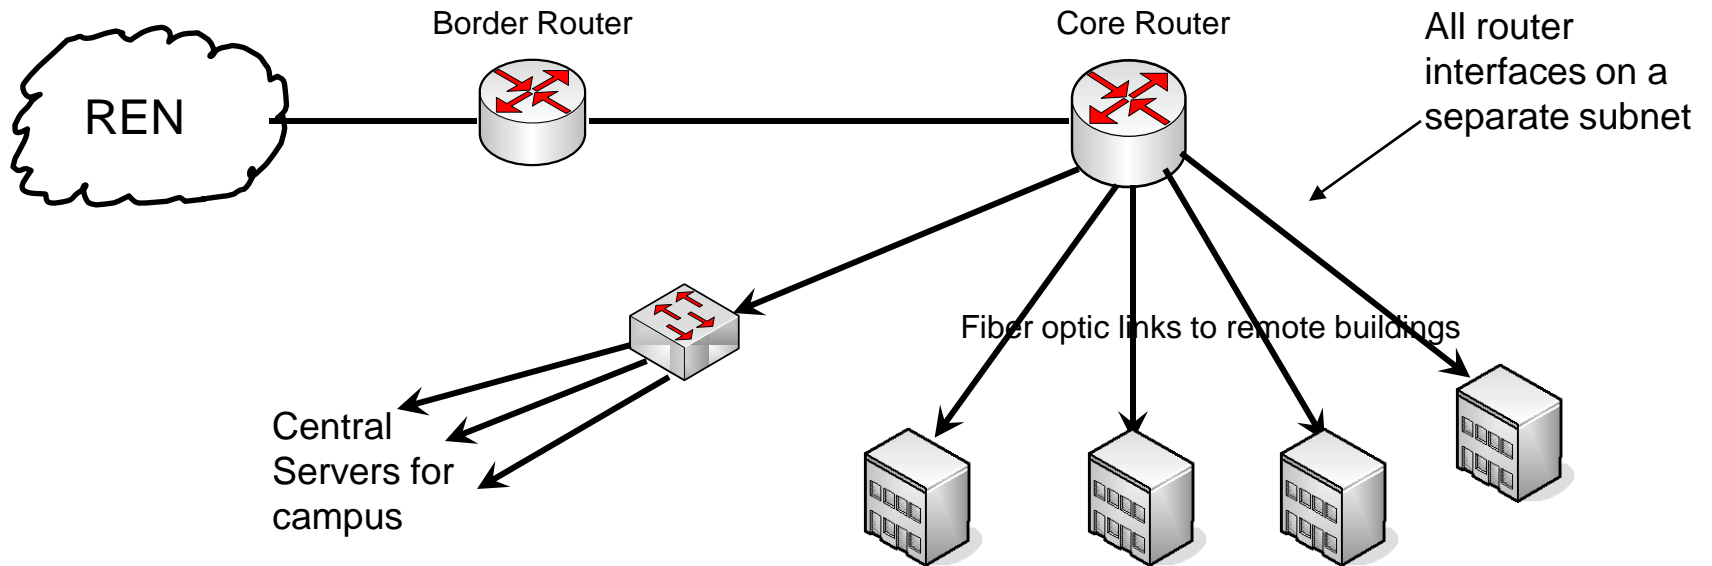 Border Router
Core Router
All router
interfaces on a
separate subnet
REN
Fiber optic links to remote buildings
Central
Servers for
campus